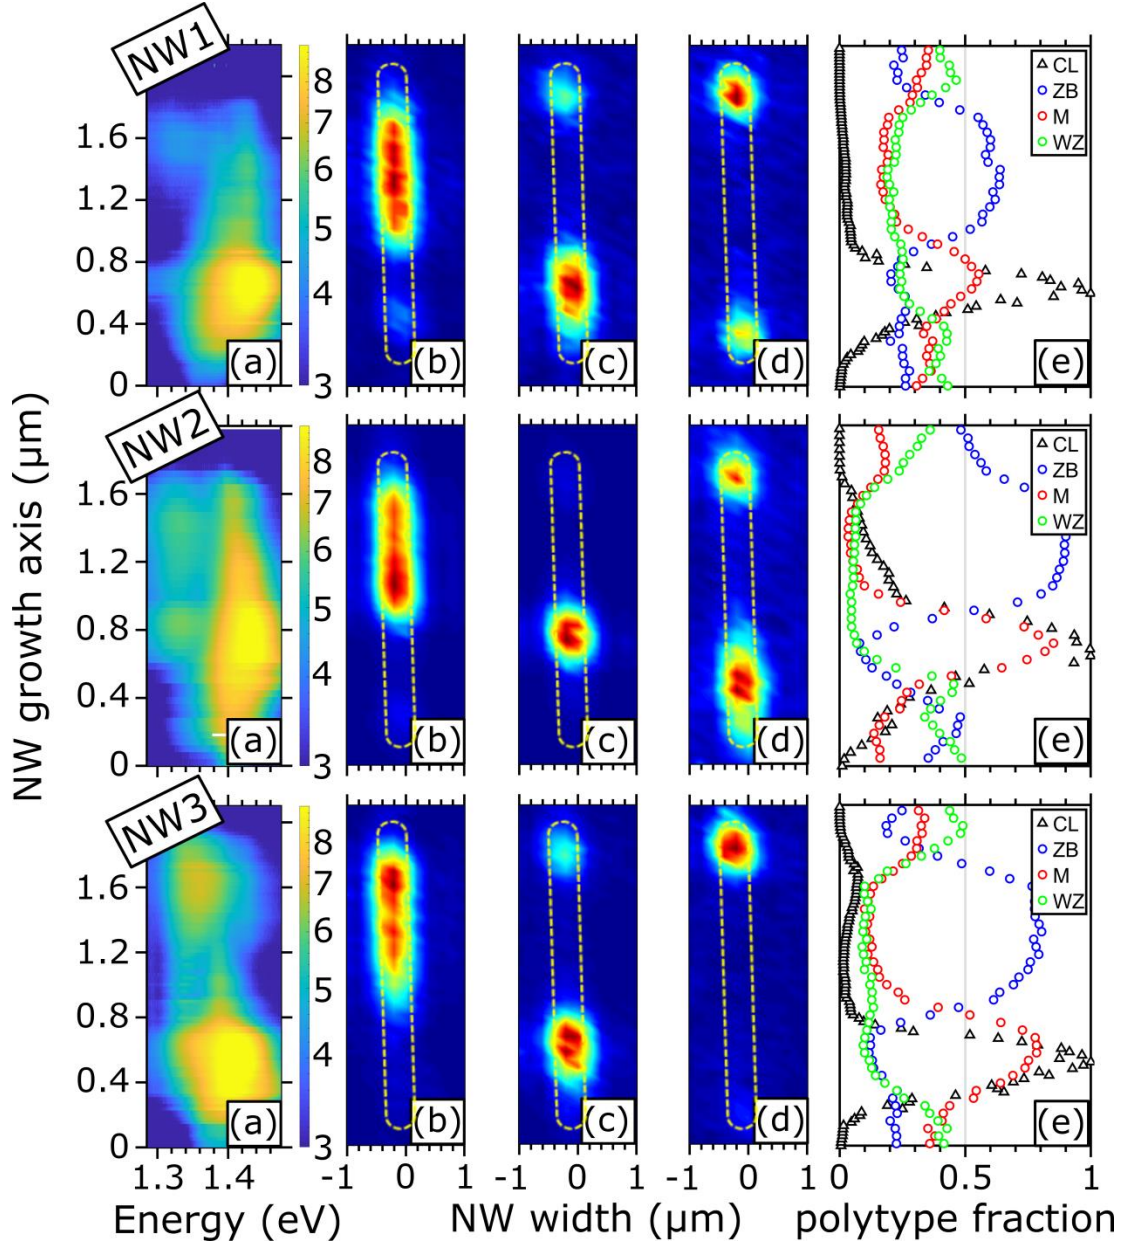 NW1
8
7
6
5
4
3
1.6
1.2
0.8
0.4
0
(a)
(b)
(c)
(d)
(e)
CL
ZB
M
WZ
NW2
8
7
6
5
4
3
1.6
1.2
0.8
0.4
0
(a)
(b)
(c)
(d)
(e)
CL
ZB
M
WZ
NW3
8
7
6
5
4
3
1.6
1.2
0.8
0.4
0
(a)
(b)
(c)
(d)
(e)
CL
ZB
M
WZ
NW growth axis (μm)
1.3 1.4
-1 0 1
-1 0 1
-1 0 1
0 0.5 1
Energy (eV)
NW width (μm)
polytype fraction